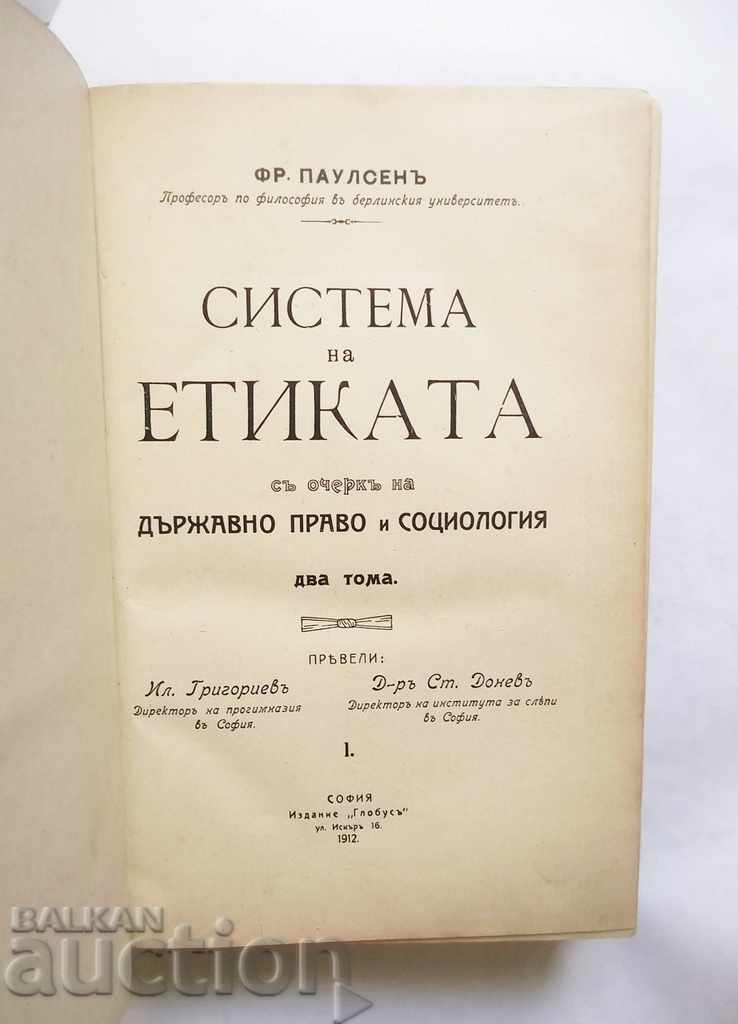 ФР. ПАУЛСЕНЪ
Професоръ по философия въ берлинския университетъ.
СИСТЕМА
на
ЕТИКАТА
съ очеркъ на
ДЪРЖАВНО ПРАВО и СОЦИОЛОГИЯ
два тома.
ПРѢВЕЛИ:
Ил. Григориевъ
Директоръ на прогимназия
въ София.
Д-ръ Ст. Доневъ
Директоръ на института за слѣпи
въ София.
I.
СОФИЯ
Издание „Глобусъ"
ул. Искъръ 16.
1912.
BALKAN
auction